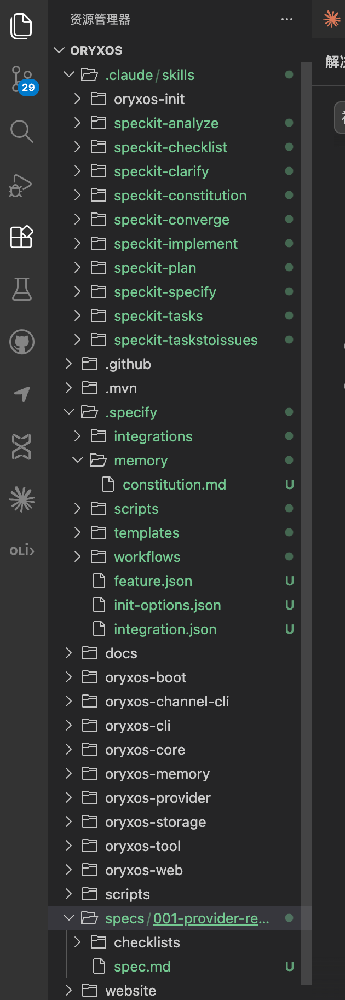 资源管理器
ORYXOS
.claude/skills
29
oryxos-init
speckit-analyze
speckit-checklist
speckit-clarify
speckit-constitution
speckit-converge
speckit-implement
speckit-plan
speckit-specify
speckit-tasks
speckit-taskstoissues
.github
.mvn
.specify
integrations
memory
constitution.md U
scripts
templates
OLI>
workflows
feature.json U
init-options.json U
integration.json U
docs
oryxos-boot
oryxos-channel-cli
oryxos-cli
oryxos-core
oryxos-memory
oryxos-provider
oryxos-storage
oryxos-tool
oryxos-web
scripts
specs/001-provider-re...
checklists
spec.md U
website